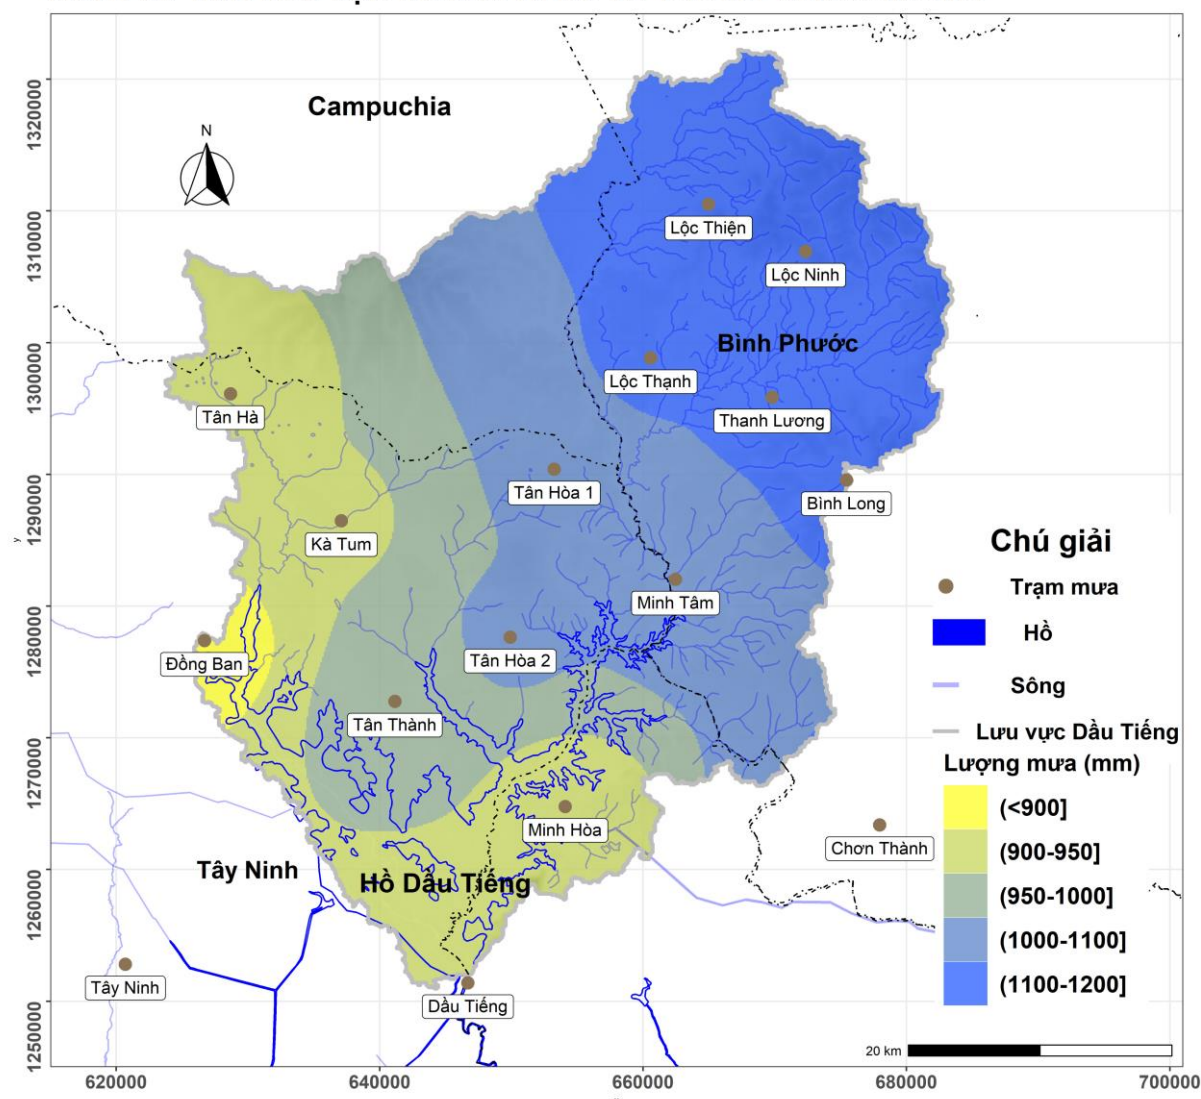 1320000
Campuchia
N
1310000
Lộc Thiện
Lộc Ninh
1300000
Bình Phước
Lộc Thạnh
Tân Hà
Thanh Lương
1290000
Tân Hòa 1
Bình Long
Kà Tum
y
Chú giải
Trạm mưa
1280000
Minh Tâm
Hồ
Đồng Ban
Tân Hòa 2
Sông
Tân Thành
Lưu vực Dầu Tiếng
1270000
Lượng mưa (mm)
(<900]
Minh Hòa
Chơn Thành
(900-950]
Tây Ninh
Hồ Dầu Tiếng
1260000
(950-1000]
(1000-1100]
Tây Ninh
Dầu Tiếng
(1100-1200]
1250000
20 km
620000
640000
660000
680000
700000